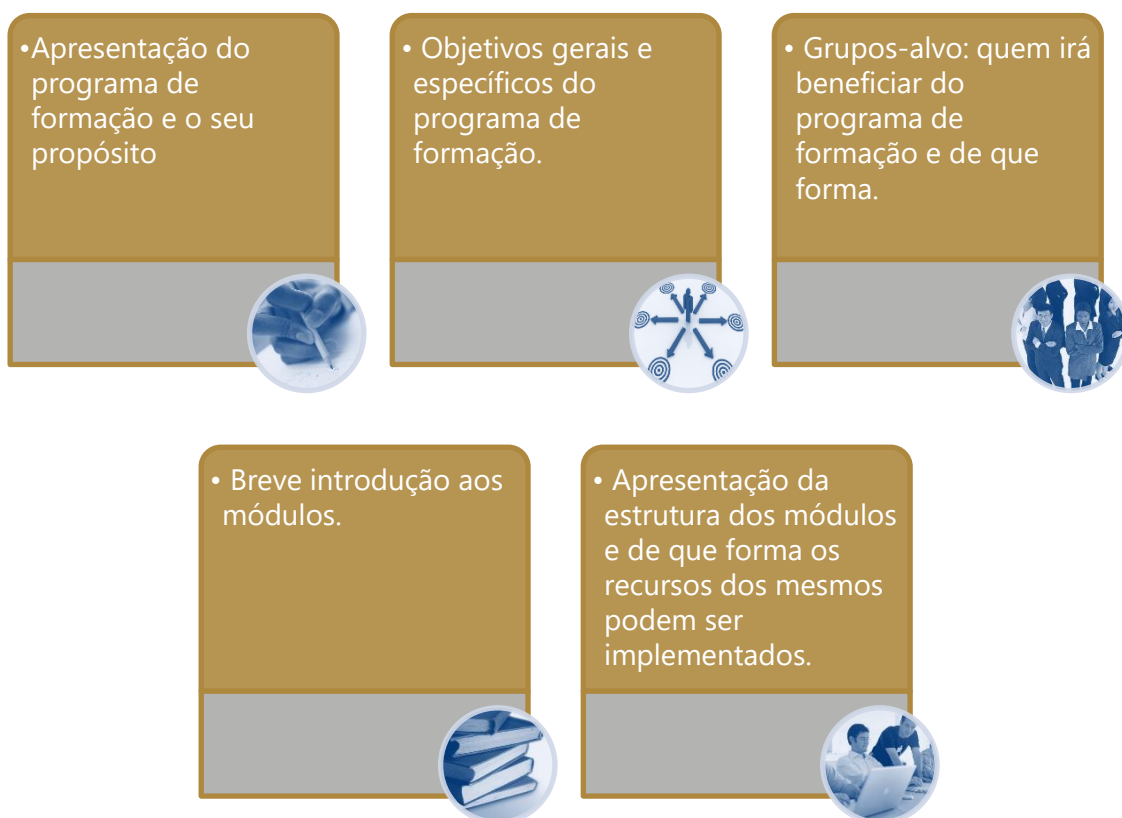 •Apresentação do
programa de
formação e o seu
propósito
• Objetivos gerais e
específicos do
programa de
formação.
• Grupos-alvo: quem irá
beneficiar do
programa de
formação e de que
forma.
• Breve introdução aos
módulos.
• Apresentação da
estrutura dos módulos
e de que forma os
recursos dos mesmos
podem ser
implementados.